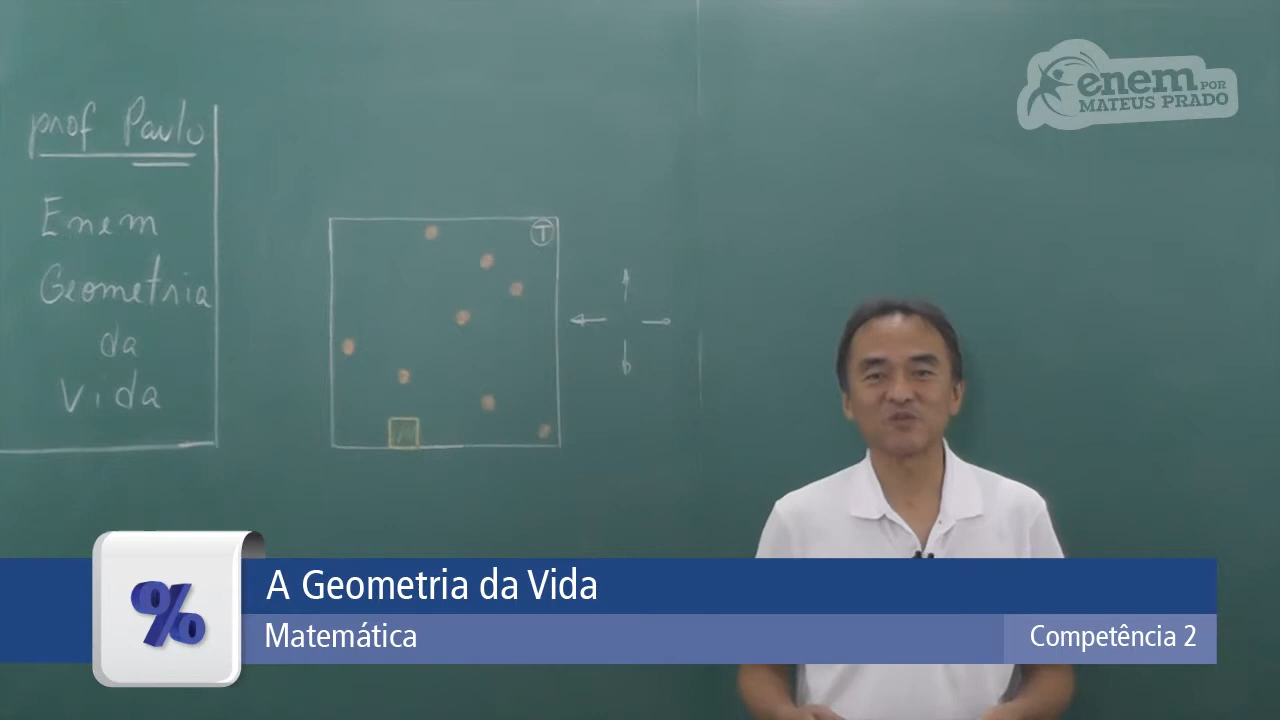 prof Paulo
Enem
Geometria
da
Vida
T
enem POR
MATEUS PRADO
%
A Geometria da Vida
Matemática
Competência 2